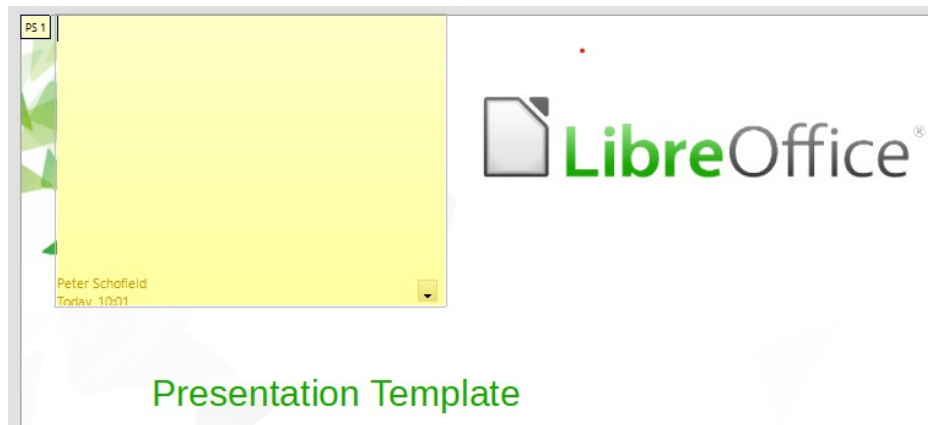 PS 1
LibreOffice®
Peter Schofield
Today, 10:01
Presentation Template